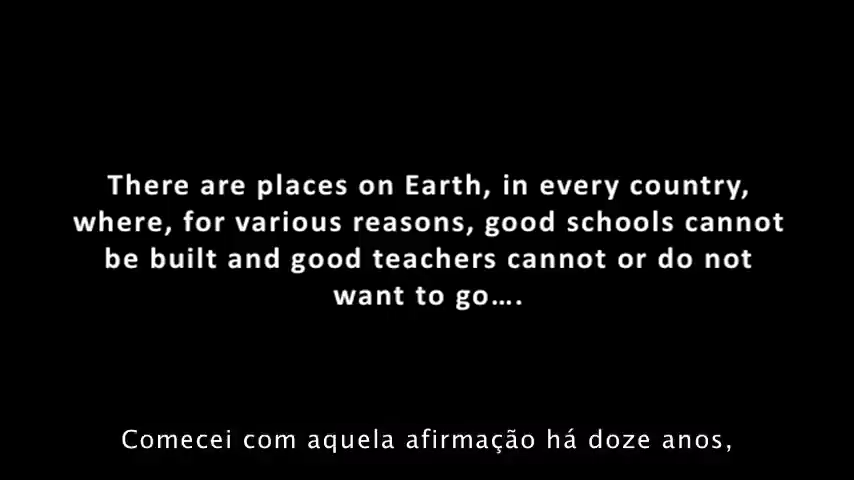 There are places on Earth, in every country,
where, for various reasons, good schools cannot
be built and good teachers cannot or do not
want to go….
Comecei com aquela afirmação há doze anos,